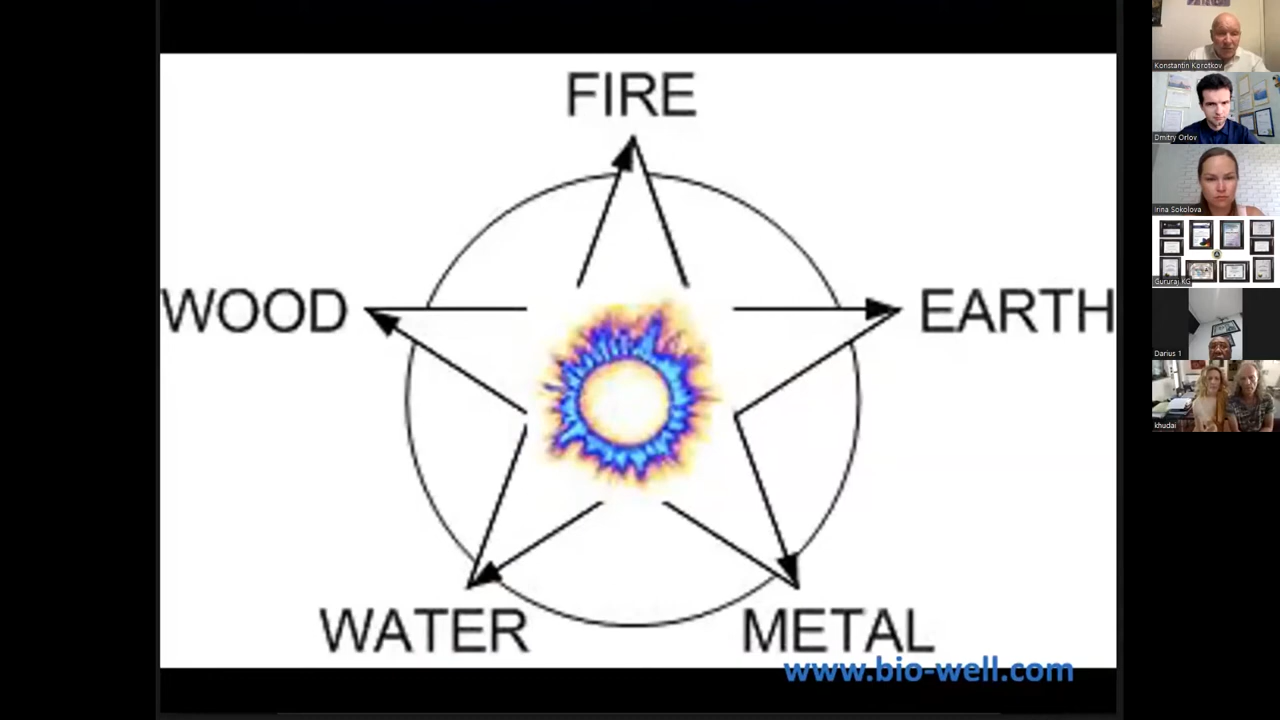 FIRE
WOOD
EARTH
WATER
METAL
www.bio-well.com
Konstantin Korotkov
Dmitry Orlov
Irina Sokolova
Gururaj KG
Darius 1
khudai